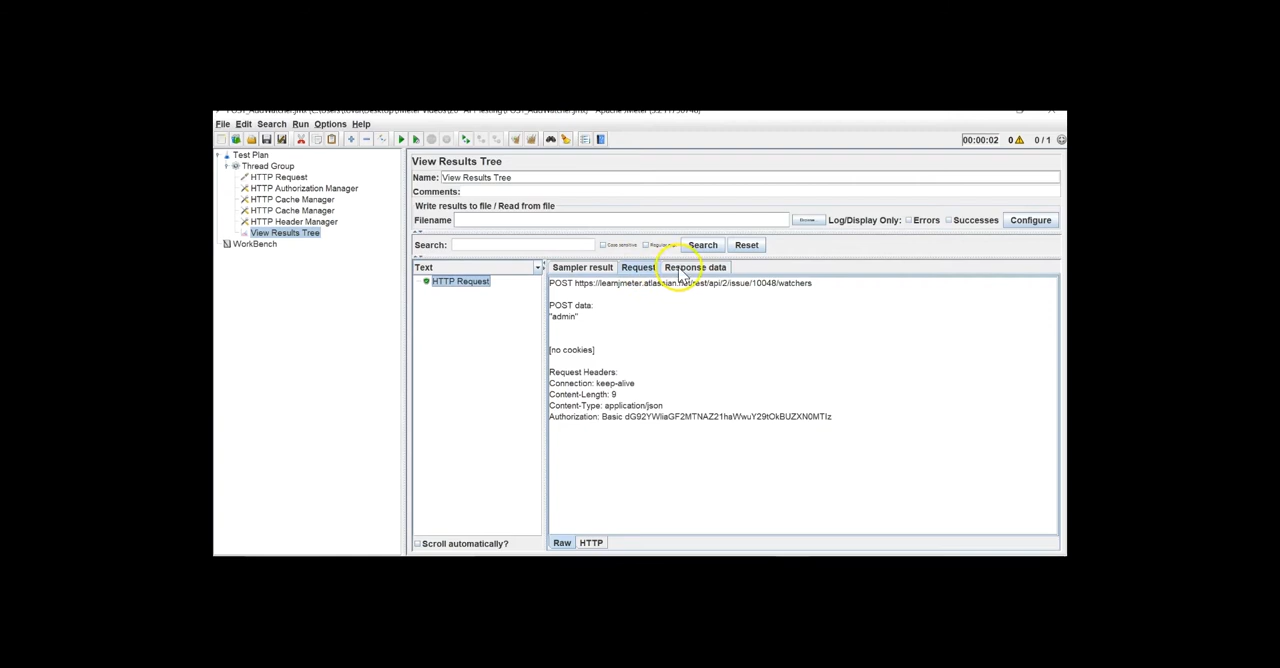 File Edit Search Run Options Help
00:00:02 0 0 / 1
Test Plan
Thread Group
HTTP Request
HTTP Authorization Manager
HTTP Cache Manager
HTTP Cache Manager
HTTP Header Manager
View Results Tree
WorkBench
View Results Tree
Name: View Results Tree
Comments:
Write results to file / Read from file
Filename Browse... Log/Display Only: Errors Successes Configure
Search: Case sensitive Search Reset
Text
HTTP Request
Scroll automatically?
Sampler result Request Response data
POST https://learnjmeter.atlassian.net/rest/api/2/issue/10048/watchers
POST data:
"admin"
[no cookies]
Request Headers:
Connection: keep-alive
Content-Length: 9
Content-Type: application/json
Authorization: Basic
Raw HTTP